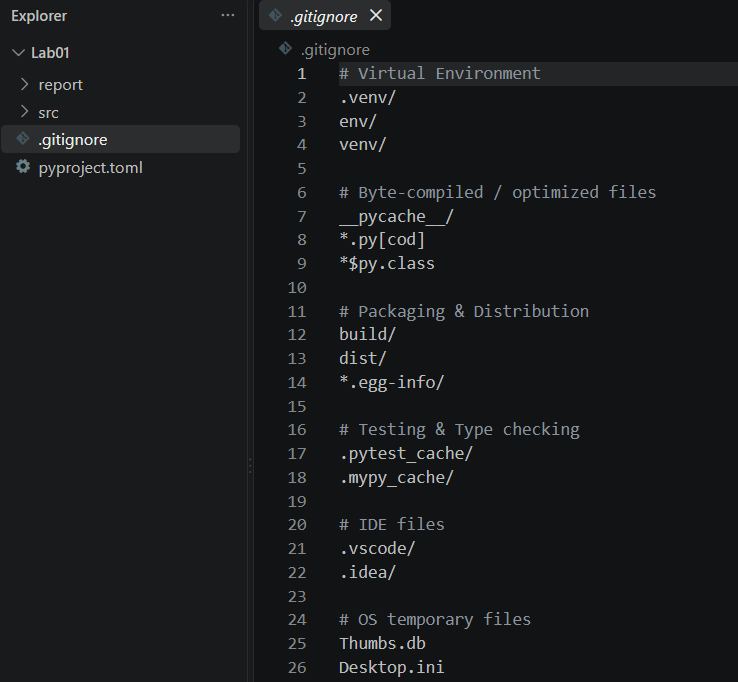 Explorer
Lab01
report
src
.gitignore
pyproject.toml
.gitignore
.gitignore
1 # Virtual Environment
2 .venv/
3 env/
4 venv/
5
6 # Byte-compiled / optimized files
7 __pycache__/
8 *.py[cod]
9 *$py.class
10
11 # Packaging & Distribution
12 build/
13 dist/
14 *.egg-info/
15
16 # Testing & Type checking
17 .pytest_cache/
18 .mypy_cache/
19
20 # IDE files
21 .vscode/
22 .idea/
23
24 # OS temporary files
25 Thumbs.db
26 Desktop.ini